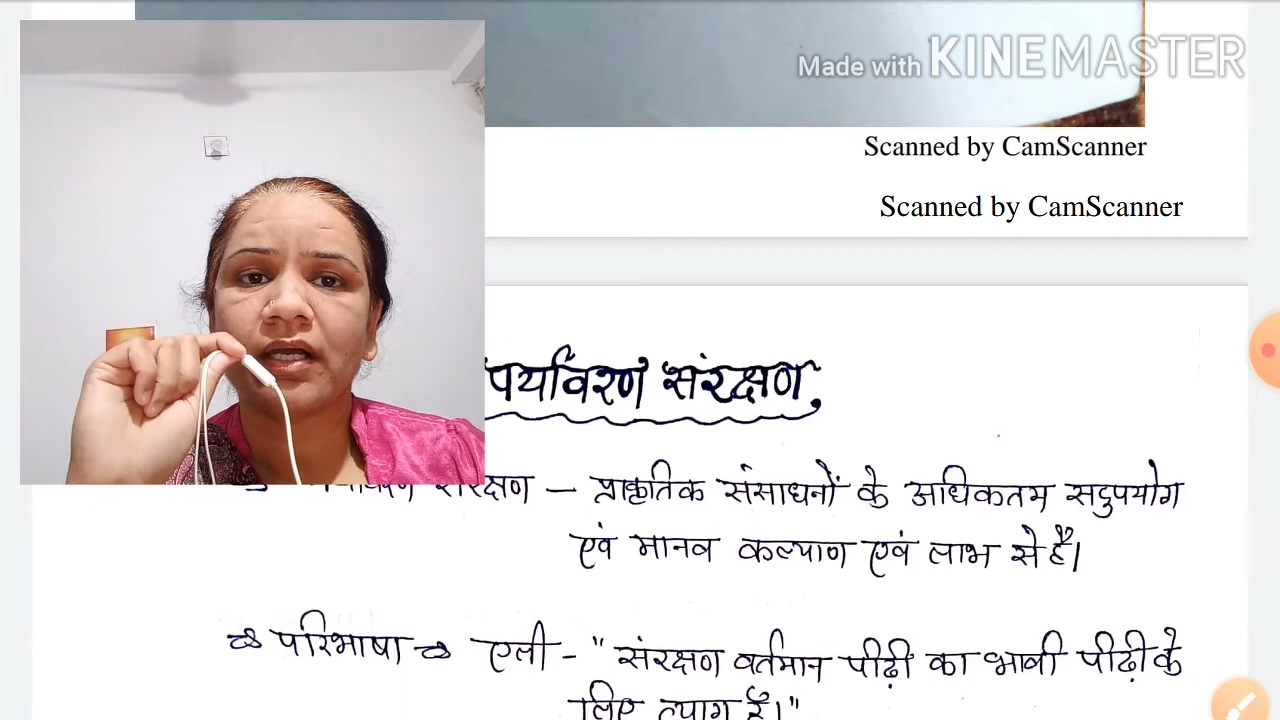 Made with KINEMASTER
Scanned by CamScanner
Scanned by CamScanner
पर्यावरण संरक्षण
संरक्षण – प्राकृतिक संसाधनों के अधिकतम सदुपयोग
एवं मानव कल्याण एवं लाभ से है।
परिभाषा एली - "संरक्षण वर्तमान पीढ़ी का भावी पीढ़ी के
लिए त्याग है।"